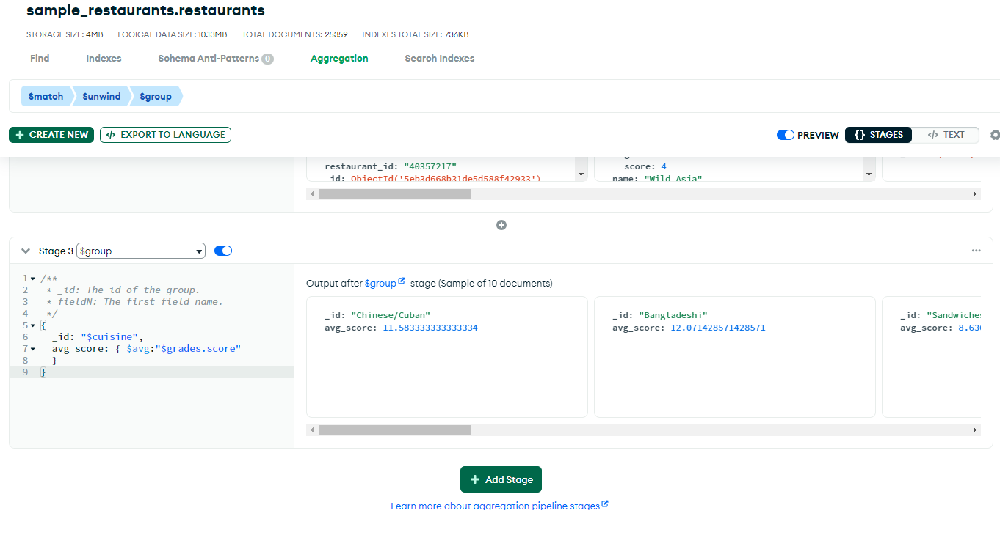 sample_restaurants.restaurants
STORAGE SIZE: 4MB LOGICAL DATA SIZE: 10.13MB TOTAL DOCUMENTS: 25359 INDEXES TOTAL SIZE: 736KB
Find Indexes Schema Anti-Patterns 0 Aggregation Search Indexes
$match $unwind $group
+ CREATE NEW </> EXPORT TO LANGUAGE PREVIEW {} STAGES </> TEXT
restaurant_id: "40357217"
_id: ObjectId('5eb3d668b31de5d588f42933')
score: 4
name: "Wild Asia"
Stage 3 $group
1 /**
2 * _id: The id of the group.
3 * fieldN: The first field name.
4 */
5 {
6 _id: "$cuisine",
7 avg_score: { $avg:"$grades.score"
8 }
9 }
Output after $group stage (Sample of 10 documents)
_id: "Chinese/Cuban"
avg_score: 11.583333333333334
_id: "Bangladeshi"
avg_score: 12.071428571428571
_id: "Sandwiches
avg_score: 8.63
+ Add Stage
Learn more about aggregation pipeline stages